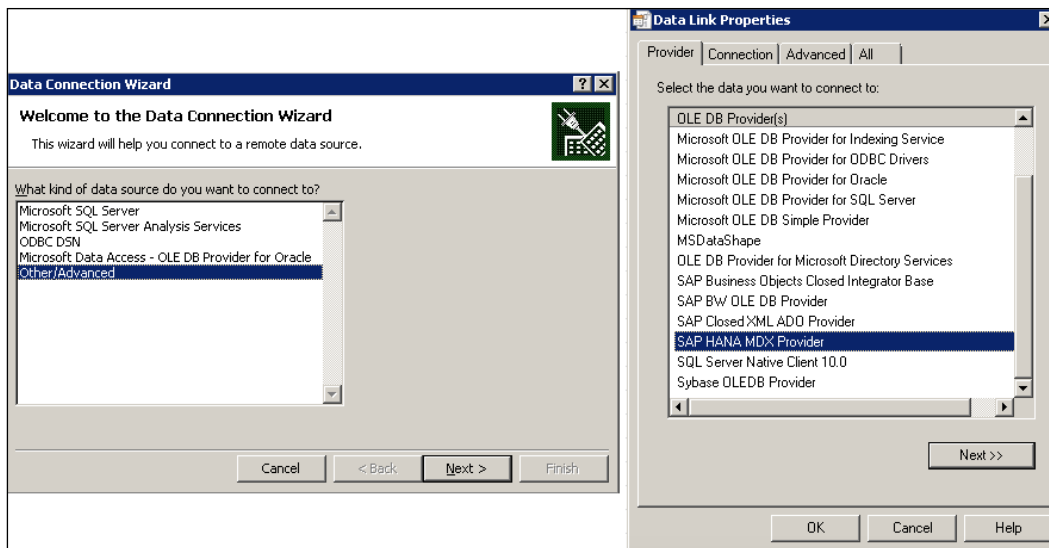 Data Connection Wizard
Welcome to the Data Connection Wizard
This wizard will help you connect to a remote data source.
What kind of data source do you want to connect to?
Microsoft SQL Server
Microsoft SQL Server Analysis Services
ODBC DSN
Microsoft Data Access - OLE DB Provider for Oracle
Other/Advanced
Cancel < Back Next > Finish
Data Link Properties
Provider Connection Advanced All
Select the data you want to connect to:
OLE DB Provider(s)
Microsoft OLE DB Provider for Indexing Service
Microsoft OLE DB Provider for ODBC Drivers
Microsoft OLE DB Provider for Oracle
Microsoft OLE DB Provider for SQL Server
Microsoft OLE DB Simple Provider
MSDataShape
OLE DB Provider for Microsoft Directory Services
SAP Business Objects Closed Integrator Base
SAP BW OLE DB Provider
SAP Closed XML ADO Provider
SAP HANA MDX Provider
SQL Server Native Client 10.0
Sybase OLEDB Provider
Next >>
OK Cancel Help